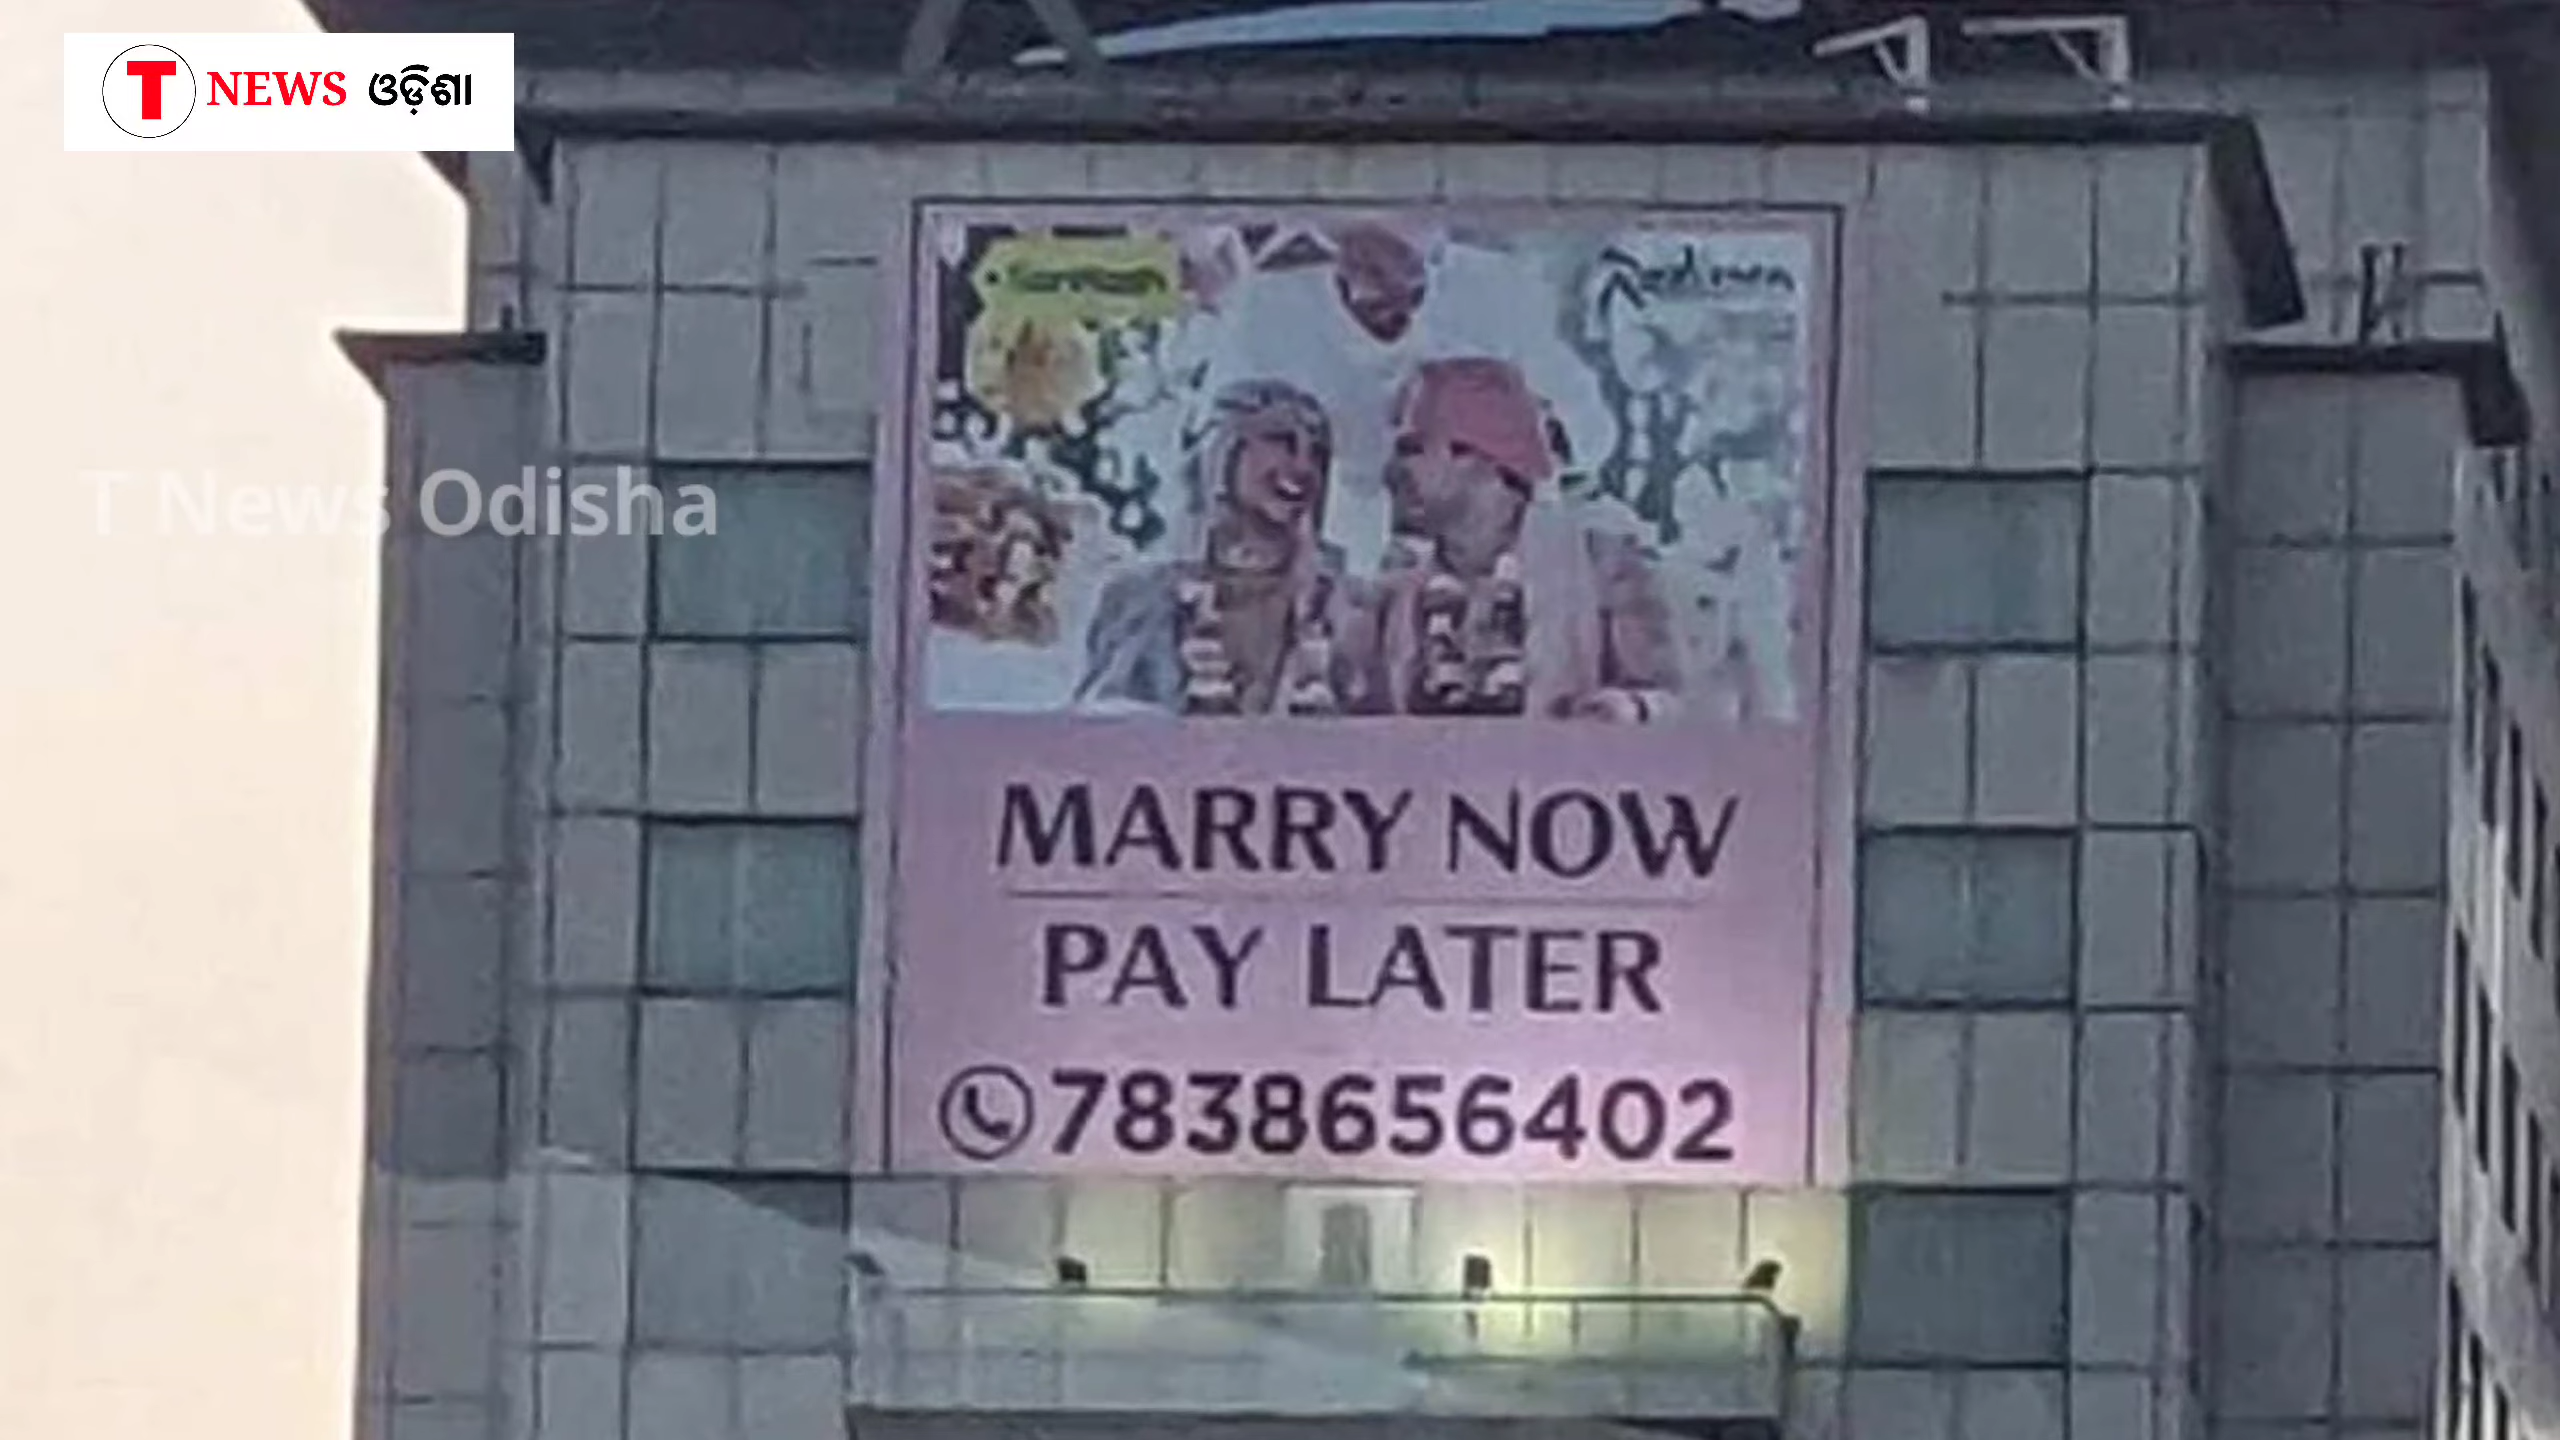 T NEWS ଓଡ଼ିଶା
T News Odisha
MARRY NOW
PAY LATER
7838656402